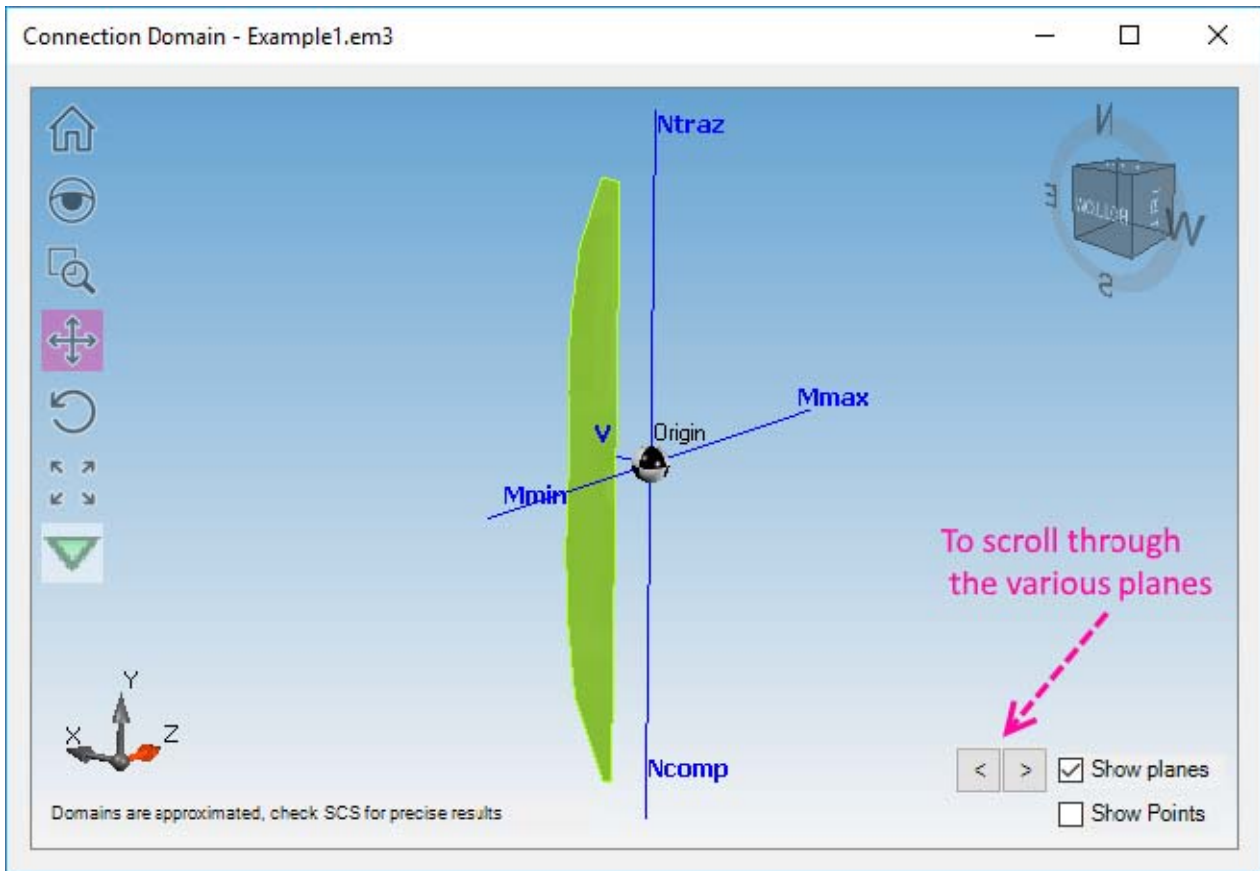 Connection Domain - Example1.em3
Ntraz
N
E
W
S
Mmax
V
Origin
Mmin
To scroll through
the various planes
Y
X
Z
Ncomp
< > Show planes
Domains are approximated, check SCS for precise results
Show Points